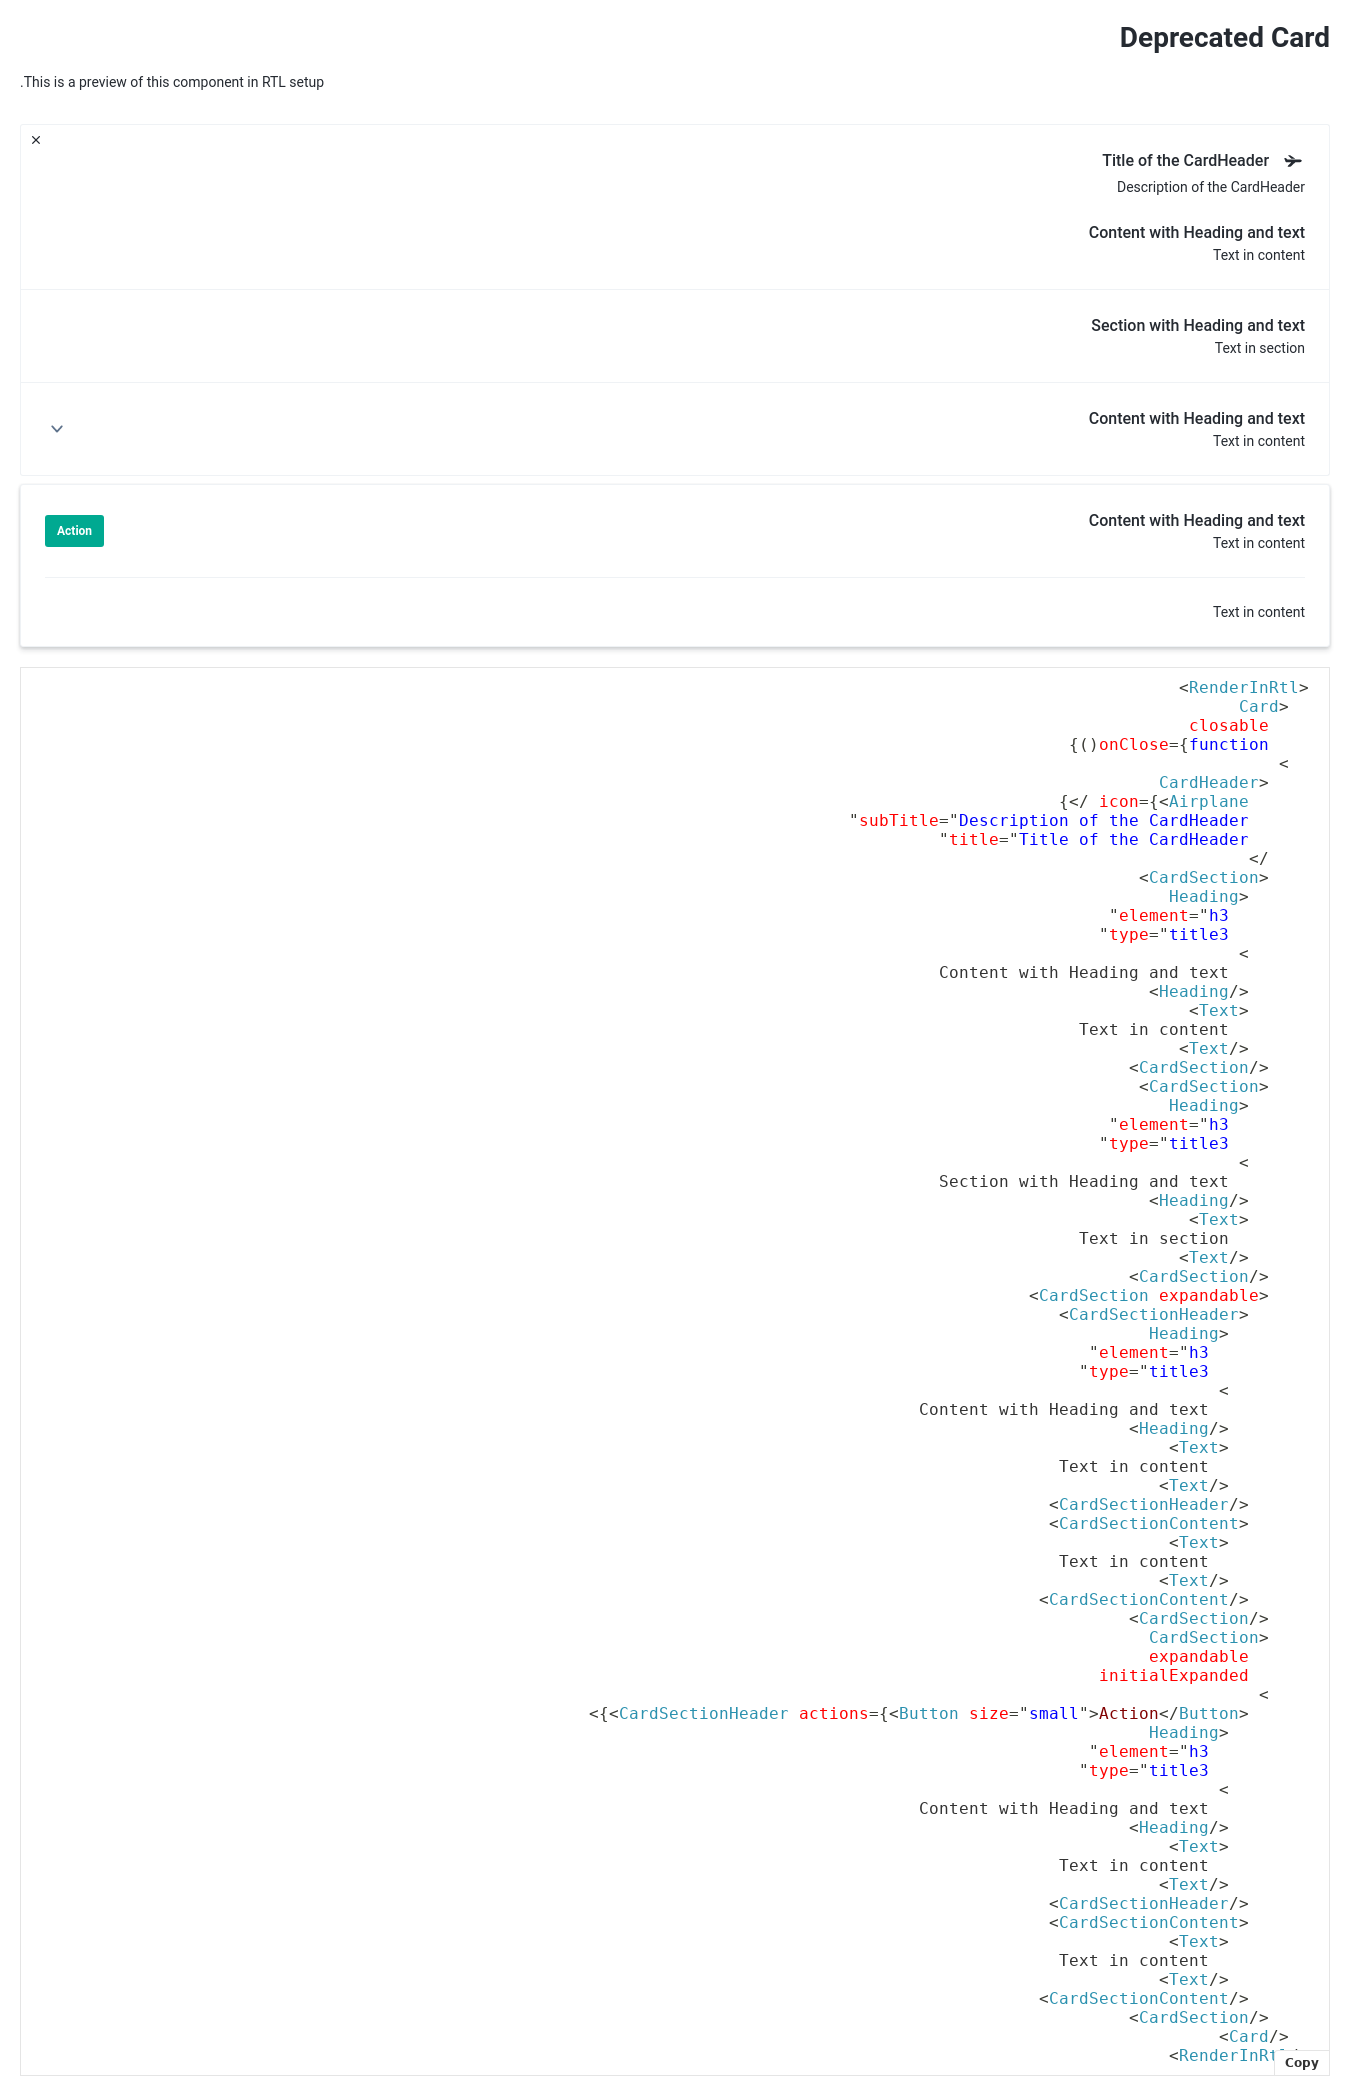 Deprecated Card
.This is a preview of this component in RTL setup
Title of the CardHeader
Description of the CardHeader
Content with Heading and text
Text in content
Section with Heading and text
Text in section
Content with Heading and text
Text in content
Content with Heading and text
Text in content
Action
Text in content
<RenderInRtl>
Card>
closable
{()onClose={function
<
CardHeader>
{</ icon={<Airplane
"subTitle="Description of the CardHeader
"title="Title of the CardHeader
</
<CardSection>
Heading>
"element="h3
"type="title3
<
Content with Heading and text
<Heading/>
<Text>
Text in content
<Text/>
<CardSection/>
<CardSection>
Heading>
"element="h3
"type="title3
<
Section with Heading and text
<Heading/>
<Text>
Text in section
<Text/>
<CardSection/>
<CardSection expandable>
<CardSectionHeader>
Heading>
"element="h3
"type="title3
<
Content with Heading and text
<Heading/>
<Text>
Text in content
<Text/>
<CardSectionHeader/>
<CardSectionContent>
<Text>
Text in content
<Text/>
<CardSectionContent/>
<CardSection/>
CardSection>
expandable
initialExpanded
<
<{<CardSectionHeader actions={<Button size="small">Action</Button>
Heading>
"element="h3
"type="title3
<
Content with Heading and text
<Heading/>
<Text>
Text in content
<Text/>
<CardSectionHeader/>
<CardSectionContent>
<Text>
Text in content
<Text/>
<CardSectionContent/>
<CardSection/>
<Card/>
<RenderInRt
Copy